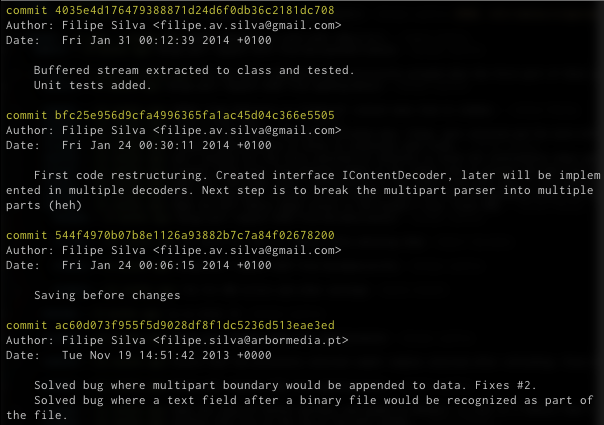 commit 4035e4d176479388871d24d6f0db36c2181dc708
Author: Filipe Silva <filipe.av.silva@gmail.com>
Date:   Fri Jan 31 00:12:39 2014 +0100
Buffered stream extracted to class and tested.
Unit tests added.
commit bfc25e956d9cfa4996365fa1ac45d04c366e5505
Author: Filipe Silva <filipe.av.silva@gmail.com>
Date:   Fri Jan 24 00:30:11 2014 +0100
First code restructuring. Created interface IContentDecoder, later will be implem
ented in multiple decoders. Next step is to break the multipart parser into multiple
parts (heh)
commit 544f4970b07b8e1126a93882b7c7a84f02678200
Author: Filipe Silva <filipe.av.silva@gmail.com>
Date:   Fri Jan 24 00:06:15 2014 +0100
Saving before changes
commit ac60d073f955f5d9028df8f1dc5236d513eae3ed
Author: Filipe Silva <filipe.silva@arbormedia.pt>
Date:   Tue Nov 19 14:51:42 2013 +0000
Solved bug where multipart boundary would be appended to data. Fixes #2.
Solved bug where a text field after a binary file would be recognized as part of
the file.